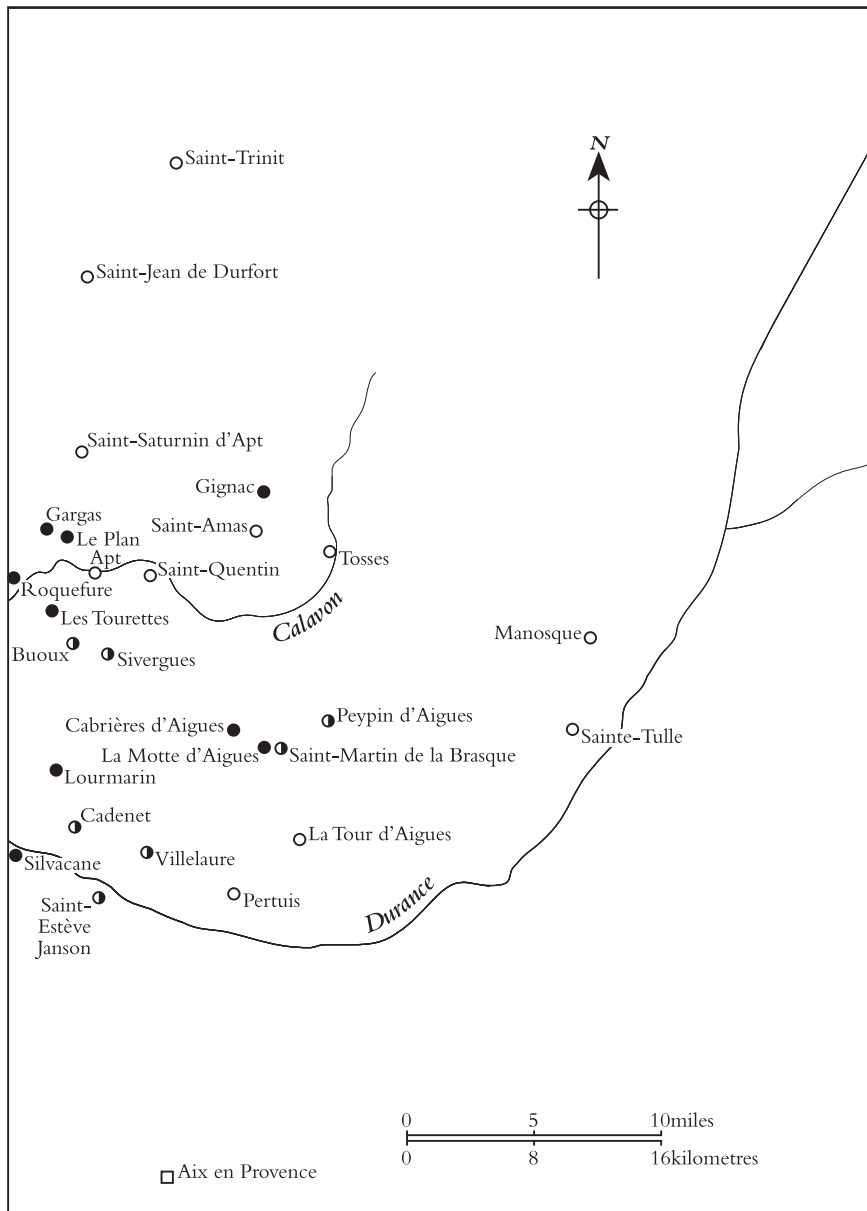 N
Saint-Trinit
Saint-Jean de Durfort
Saint-Saturnin d'Apt
Gignac
Gargas
Saint-Amas
Le Plan
Apt
Saint-Quentin
Tosses
Roquefure
Calavon
Les Tourettes
Manosque
Buoux
Sivergues
Peypin d'Aigues
Cabrières d'Aigues
Sainte-Tulle
La Motte d'Aigues
Saint-Martin de la Brasque
Lourmarin
Cadenet
La Tour d'Aigues
Villelaure
Silvacane
Durance
Pertuis
Saint-
Estève
Janson
0 5 10miles
0 8 16kilometres
Aix en Provence